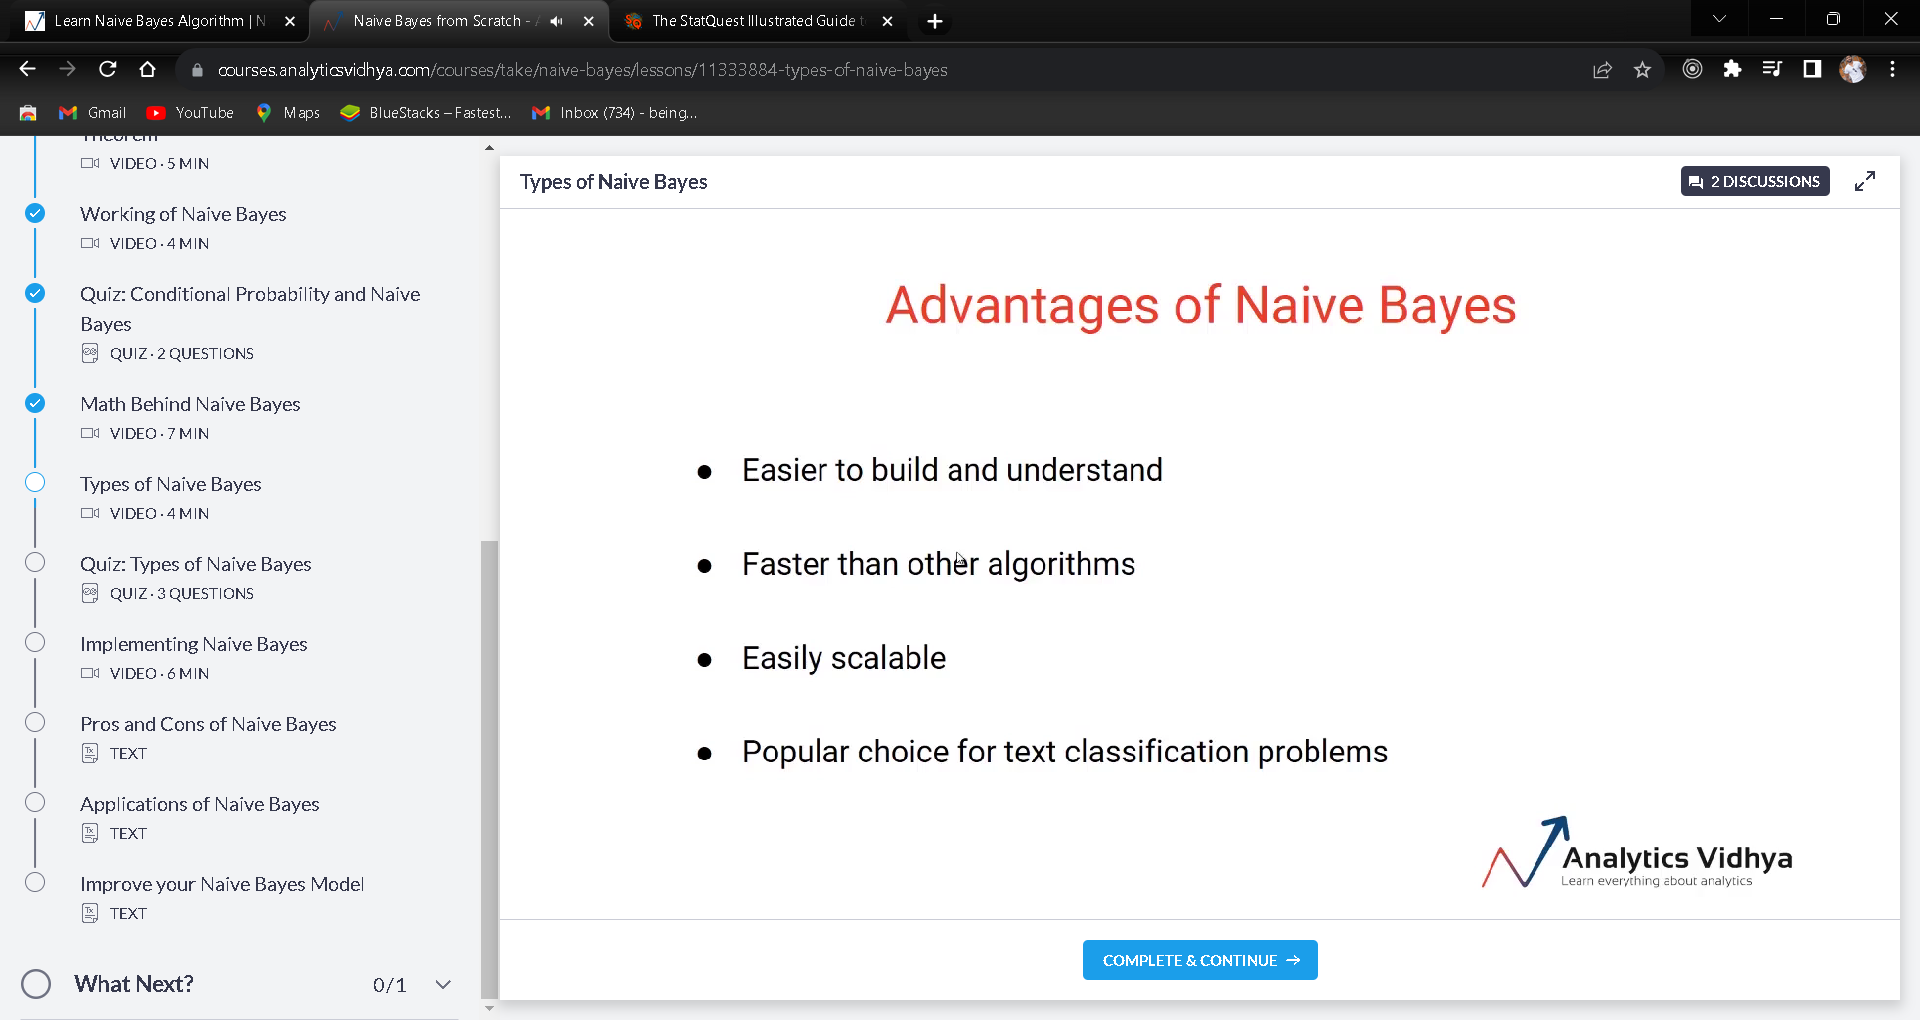 Learn Naive Bayes Algorithm | N
Naive Bayes from Scratch - A
The StatQuest Illustrated Guide t
courses.analyticsvidhya.com/courses/take/naive-bayes/lessons/11333884-types-of-naive-bayes
Gmail
YouTube
Maps
BlueStacks - Fastest...
Inbox (734) - being...
Theorem
VIDEO · 5 MIN
Working of Naive Bayes
VIDEO · 4 MIN
Quiz: Conditional Probability and Naive
Bayes
QUIZ · 2 QUESTIONS
Math Behind Naive Bayes
VIDEO · 7 MIN
Types of Naive Bayes
VIDEO · 4 MIN
Quiz: Types of Naive Bayes
QUIZ · 3 QUESTIONS
Implementing Naive Bayes
VIDEO · 6 MIN
Pros and Cons of Naive Bayes
TEXT
Applications of Naive Bayes
TEXT
Improve your Naive Bayes Model
TEXT
What Next?
0/1
Types of Naive Bayes
2 DISCUSSIONS
Advantages of Naive Bayes
● Easier to build and understand
● Faster than other algorithms
● Easily scalable
● Popular choice for text classification problems
Analytics Vidhya
Learn everything about analytics
COMPLETE & CONTINUE →